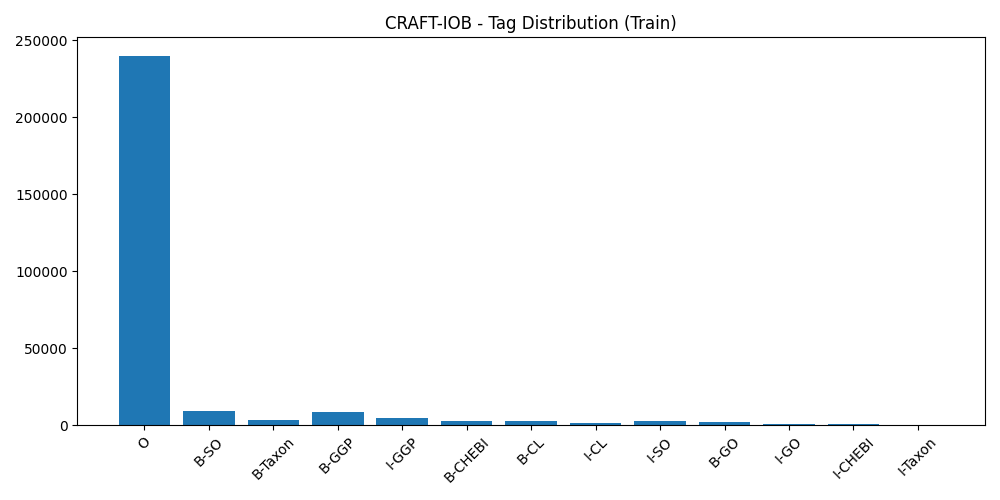 CRAFT-IOB - Tag Distribution (Train)
250000
200000
150000
100000
50000
0
O
B-SO
B-Taxon
B-GGP
I-GGP
B-CHEBI
B-CL
I-CL
I-SO
B-GO
I-GO
I-CHEBI
I-Taxon